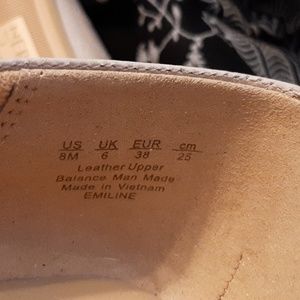 US UK EUR cm
8M 6 38 25
Leather Upper
Balance Man Made
Made in Vietnam
EMILINE